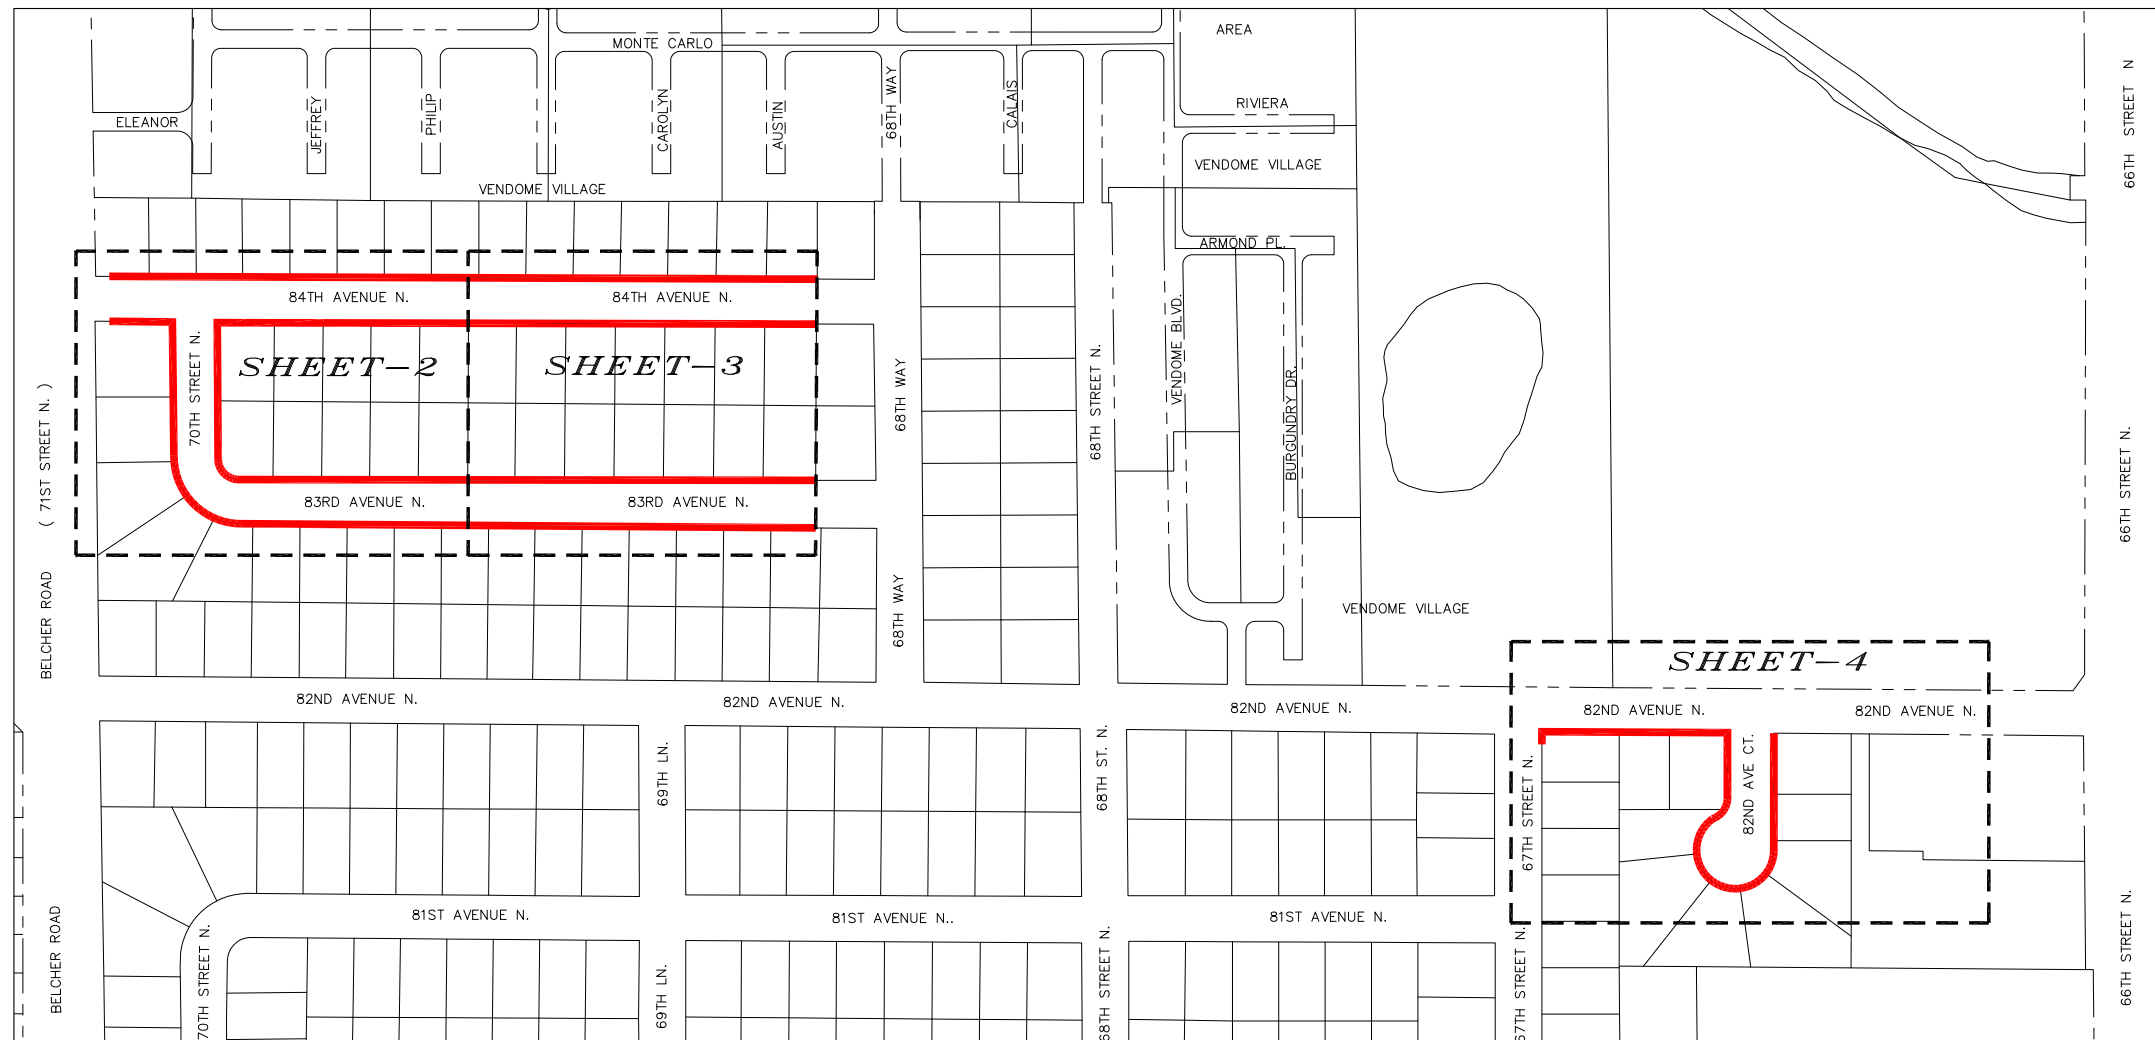 AREA
MONTE CARLO
66TH STREET N
ELEANOR
JEFFREY
PHILIP
CAROLYN
AUSTIN
68TH WAY
CALAIS
RIVIERA
VENDOME VILLAGE
VENDOME VILLAGE
ARMOND PL.
84TH AVENUE N.
84TH AVENUE N.
70TH STREET N.
SHEET-2
SHEET-3
68TH WAY
68TH STREET N.
VENDOME BLVD.
BURGUNDRY DR.
( 71ST STREET N. )
66TH STREET N.
83RD AVENUE N.
83RD AVENUE N.
BELCHER ROAD
68TH WAY
VENDOME VILLAGE
SHEET-4
82ND AVENUE N.
82ND AVENUE N.
82ND AVENUE N.
82ND AVENUE N.
82ND AVENUE N.
69TH LN.
68TH ST. N.
67TH STREET N.
82ND AVE CT.
81ST AVENUE N.
81ST AVENUE N..
81ST AVENUE N.
BELCHER ROAD
70TH STREET N.
69TH LN.
68TH STREET N.
67TH STREET N.
66TH STREET N.